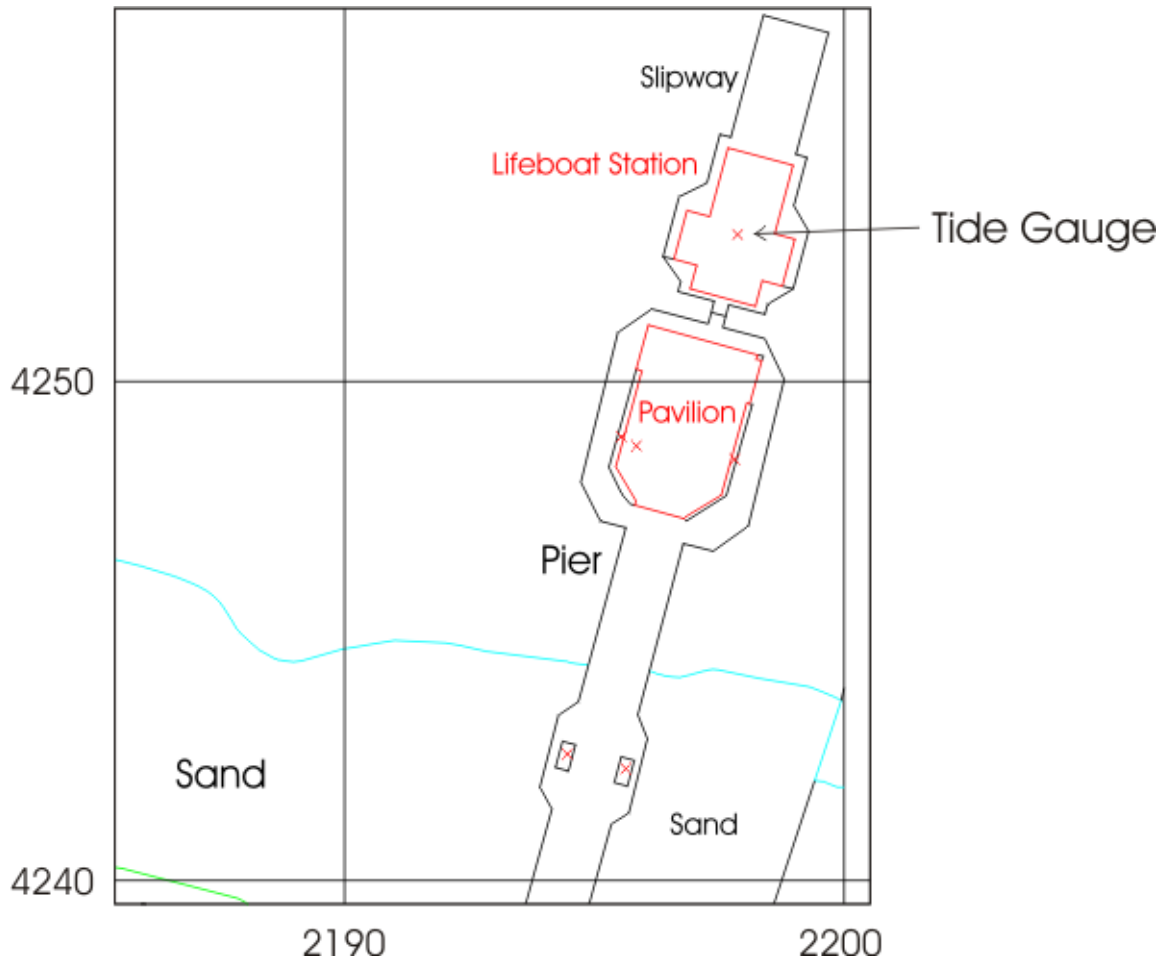 Slipway
Lifeboat Station
Tide Gauge
4250
Pavilion
Pier
Sand
Sand
4240
2190
2200